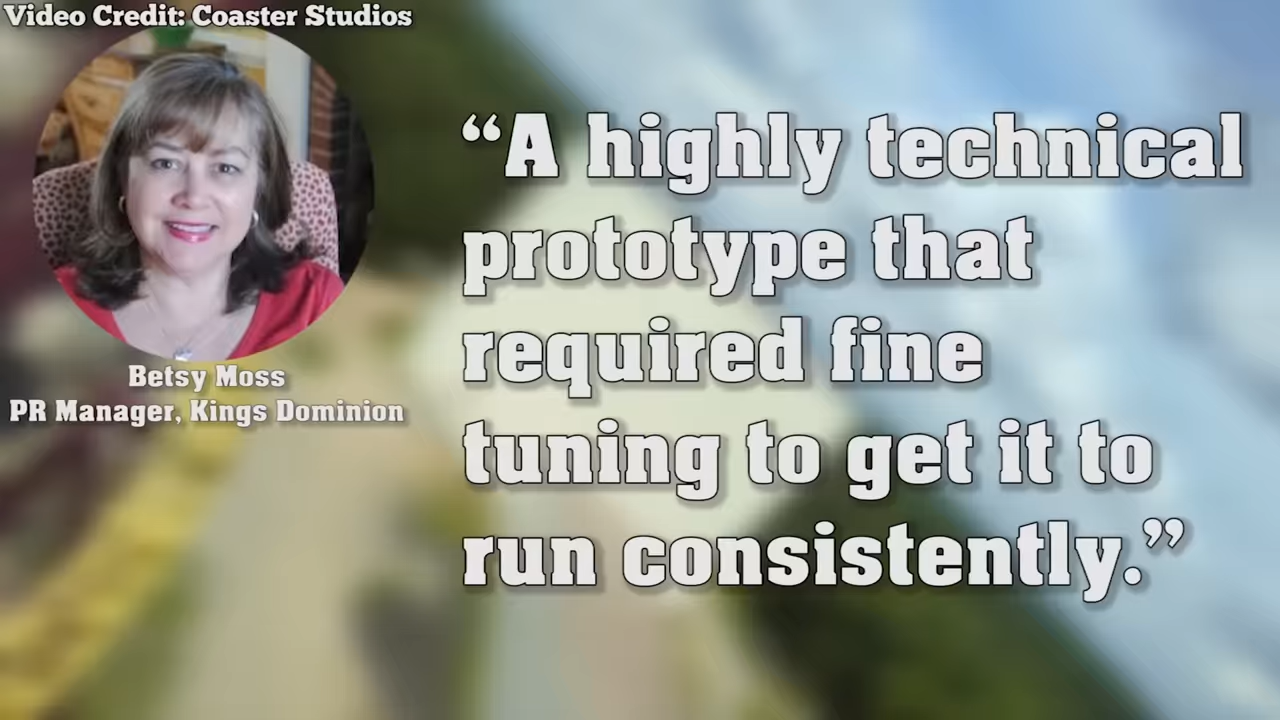 Video Credit: Coaster Studios
Betsy Moss
PR Manager, Kings Dominion
“A highly technical
prototype that
required fine
tuning to get it to
run consistently.”